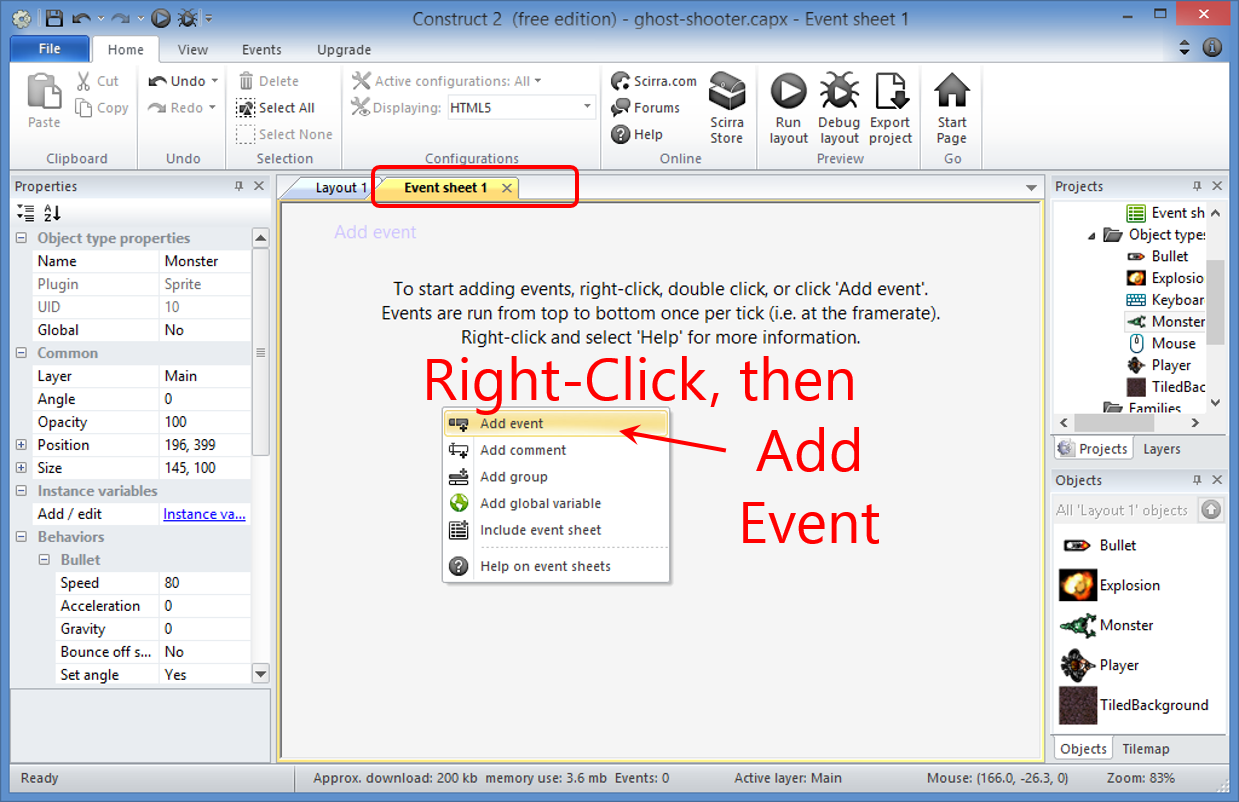 Construct 2 (free edition) - ghost-shooter.capx - Event sheet 1
File Home View Events Upgrade
Paste Cut Copy
Clipboard
Undo
Redo
Undo
Delete
Select All
Select None
Selection
Active configurations: All
Displaying: HTML5
Configurations
Scirra.com
Forums
Help
Scirra Store
Online
Run layout
Debug layout
Export project
Preview
Start Page
Go
Properties
Object type properties
Name Monster
Plugin Sprite
UID 10
Global No
Common
Layer Main
Angle 0
Opacity 100
Position 196, 399
Size 145, 100
Instance variables
Add / edit Instance va...
Behaviors
Bullet
Speed 80
Acceleration 0
Gravity 0
Bounce off s... No
Set angle Yes
Layout 1 Event sheet 1
Add event
To start adding events, right-click, double click, or click 'Add event'.
Events are run from top to bottom once per tick (i.e. at the framerate).
Right-click and select 'Help' for more information.
Right-Click, then
Add
Event
Add event
Add comment
Add group
Add global variable
Include event sheet
Help on event sheets
Projects
Event sh
Object types
Bullet
Explosio
Keyboar
Monster
Mouse
Player
TiledBac
Families
Projects Layers
Objects
All 'Layout 1' objects
Bullet
Explosion
Monster
Player
TiledBackground
Objects Tilemap
Ready Approx. download: 200 kb memory use: 3.6 mb Events: 0 Active layer: Main Mouse: (166.0, -26.3, 0) Zoom: 83%